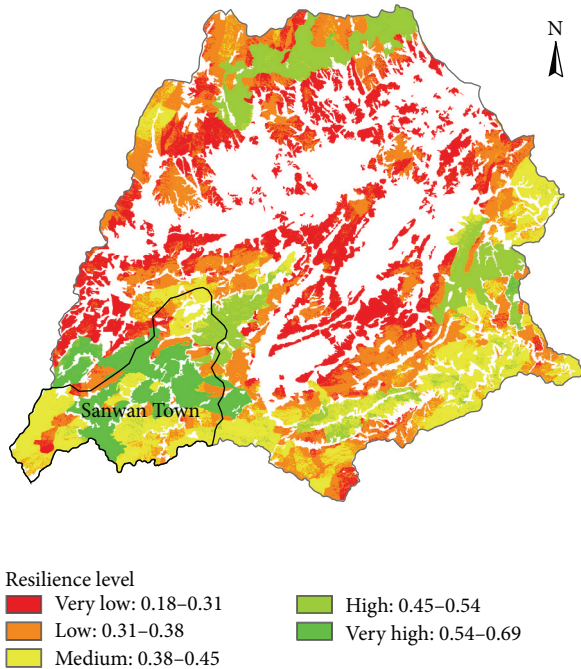 N
Sanwan Town
Resilience level
Very low: 0.18–0.31
Low: 0.31–0.38
Medium: 0.38–0.45
High: 0.45–0.54
Very high: 0.54–0.69